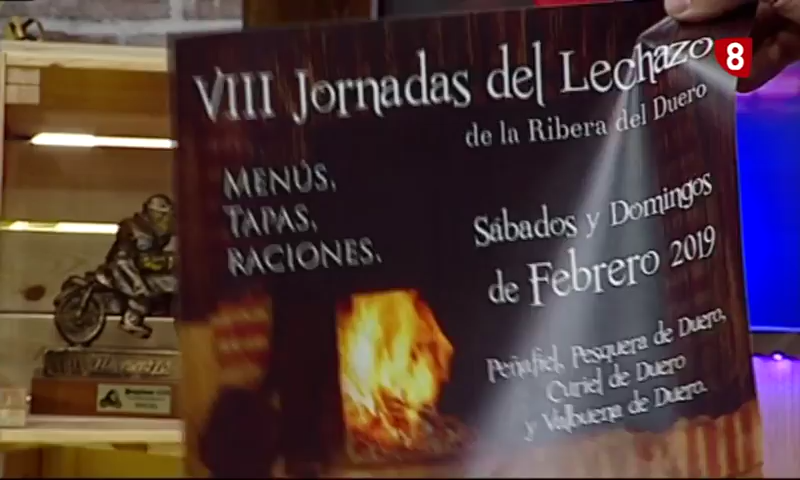 8
VIII Jornadas del Lechazo
de la Ribera del Duero
MENÚS,
TAPAS,
RACIONES.
Sábados y Domingos
de Febrero 2019
Peñafiel, Pesquera de Duero,
Curiel de Duero
y Valbuena de Duero.